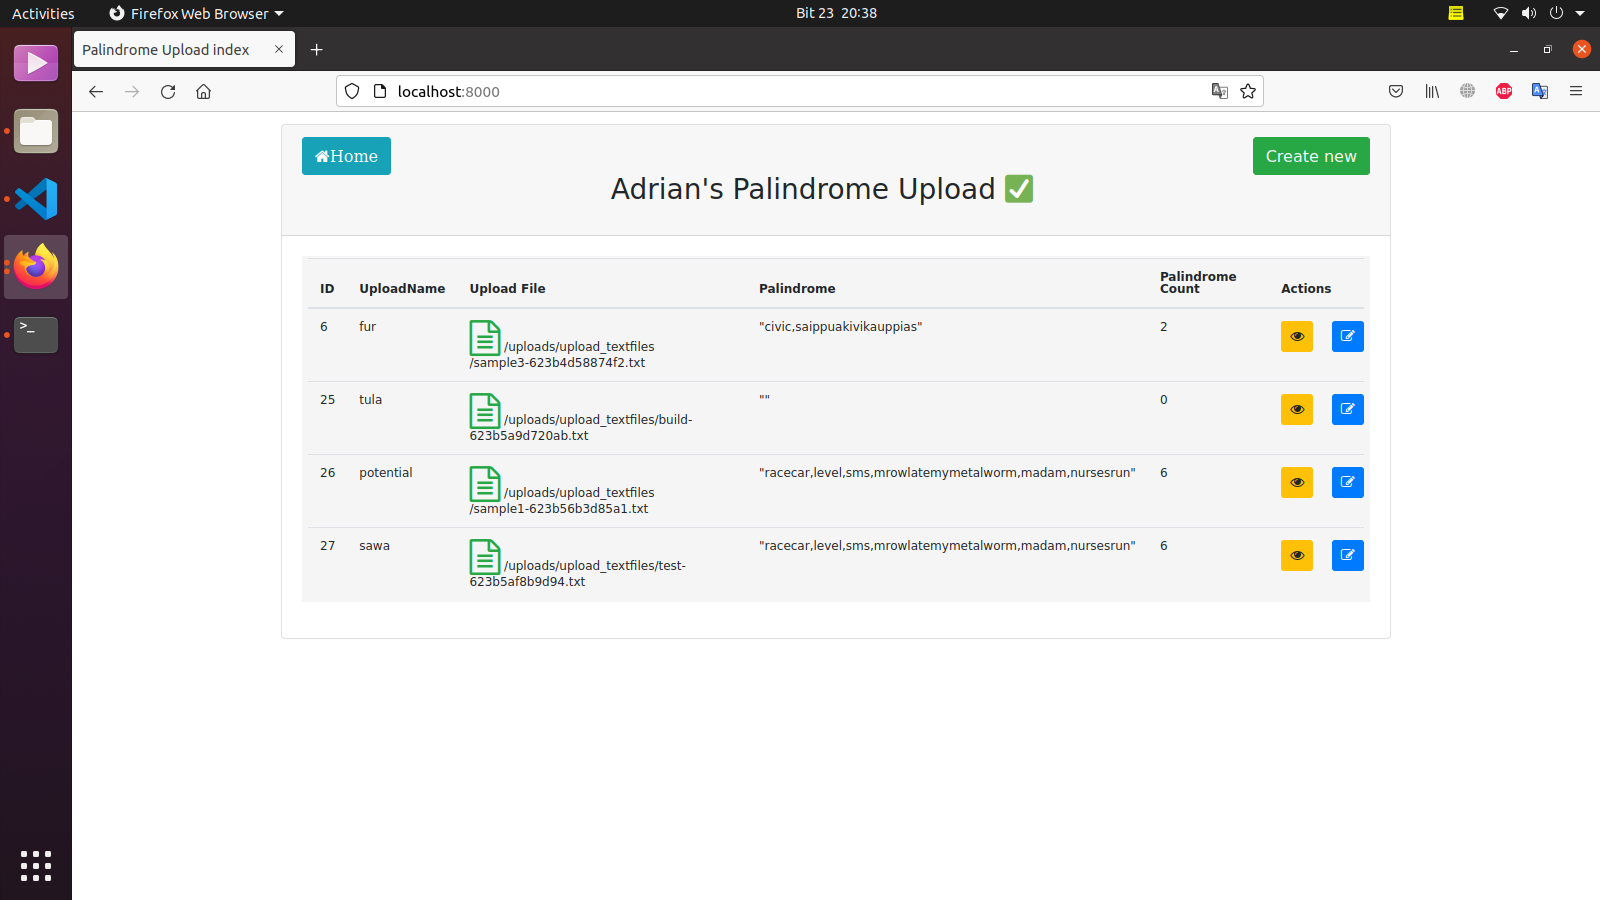 Activities
Firefox Web Browser
Bit 23 20:38
Palindrome Upload index
localhost:8000
ABP
Home
Create new
Adrian's Palindrome Upload ✅
ID UploadName Upload File Palindrome Palindrome Count Actions
6 fur /uploads/upload_textfiles "civic,saippuakivikauppias" 2
/sample3-623b4d58874f2.txt
25 tula /uploads/upload_textfiles/build- "" 0
623b5a9d720ab.txt
26 potential /uploads/upload_textfiles "racecar,level,sms,mrowlatemymetalworm,madam,nursesrun" 6
/sample1-623b56b3d85a1.txt
27 sawa /uploads/upload_textfiles/test- "racecar,level,sms,mrowlatemymetalworm,madam,nursesrun" 6
623b5af8b9d94.txt